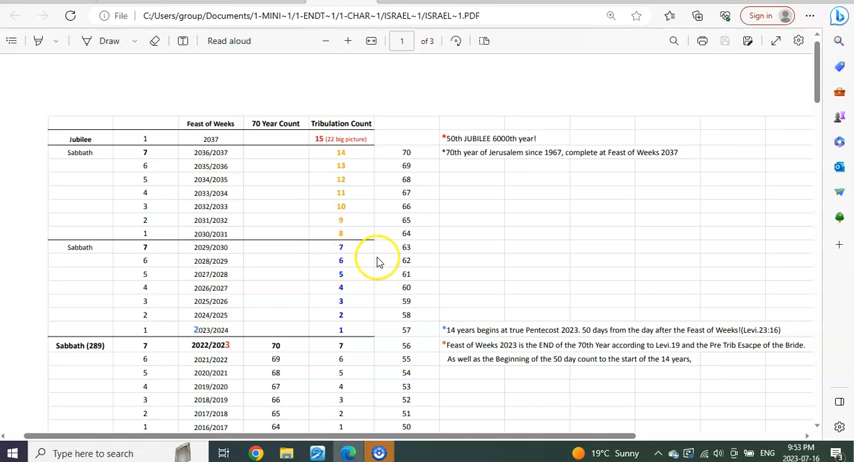 File C:/Users/group/Documents/1-MINI~1/1-ENDT~1/1-CHAR~1/ISRAEL~1/ISRAEL~1.PDF Sign in
Draw Read aloud 1 of 3
Feast of Weeks 70 Year Count Tribulation Count
Jubilee 1 2037 15 (22 big picture) *50th JUBILEE 6000th year!
Sabbath 7 2036/2037 14 70 *70th year of Jerusalem since 1967, complete at Feast of Weeks 2037
6 2035/2036 13 69
5 2034/2035 12 68
4 2033/2034 11 67
3 2032/2033 10 66
2 2031/2032 9 65
1 2030/2031 8 64
Sabbath 7 2029/2030 7 63
6 2028/2029 6 62
5 2027/2028 5 61
4 2026/2027 4 60
3 2025/2026 3 59
2 2024/2025 2 58
1 2023/2024 1 57 *14 years begins at true Pentecost 2023. 50 days from the day after the Feast of Weeks!(Levi.23:16)
Sabbath (289) 7 2022/2023 70 7 56 *Feast of Weeks 2023 is the END of the 70th Year according to Levi.19 and the Pre Trib Esacpe of the Bride.
6 2021/2022 69 6 55 As well as the Beginning of the 50 day count to the start of the 14 years,
5 2020/2021 68 5 54
4 2019/2020 67 4 53
3 2018/2019 66 3 52
2 2017/2018 65 2 51
1 2016/2017 64 1 50
Type here to search 19°C Sunny ENG 9:53 PM 2023-07-16